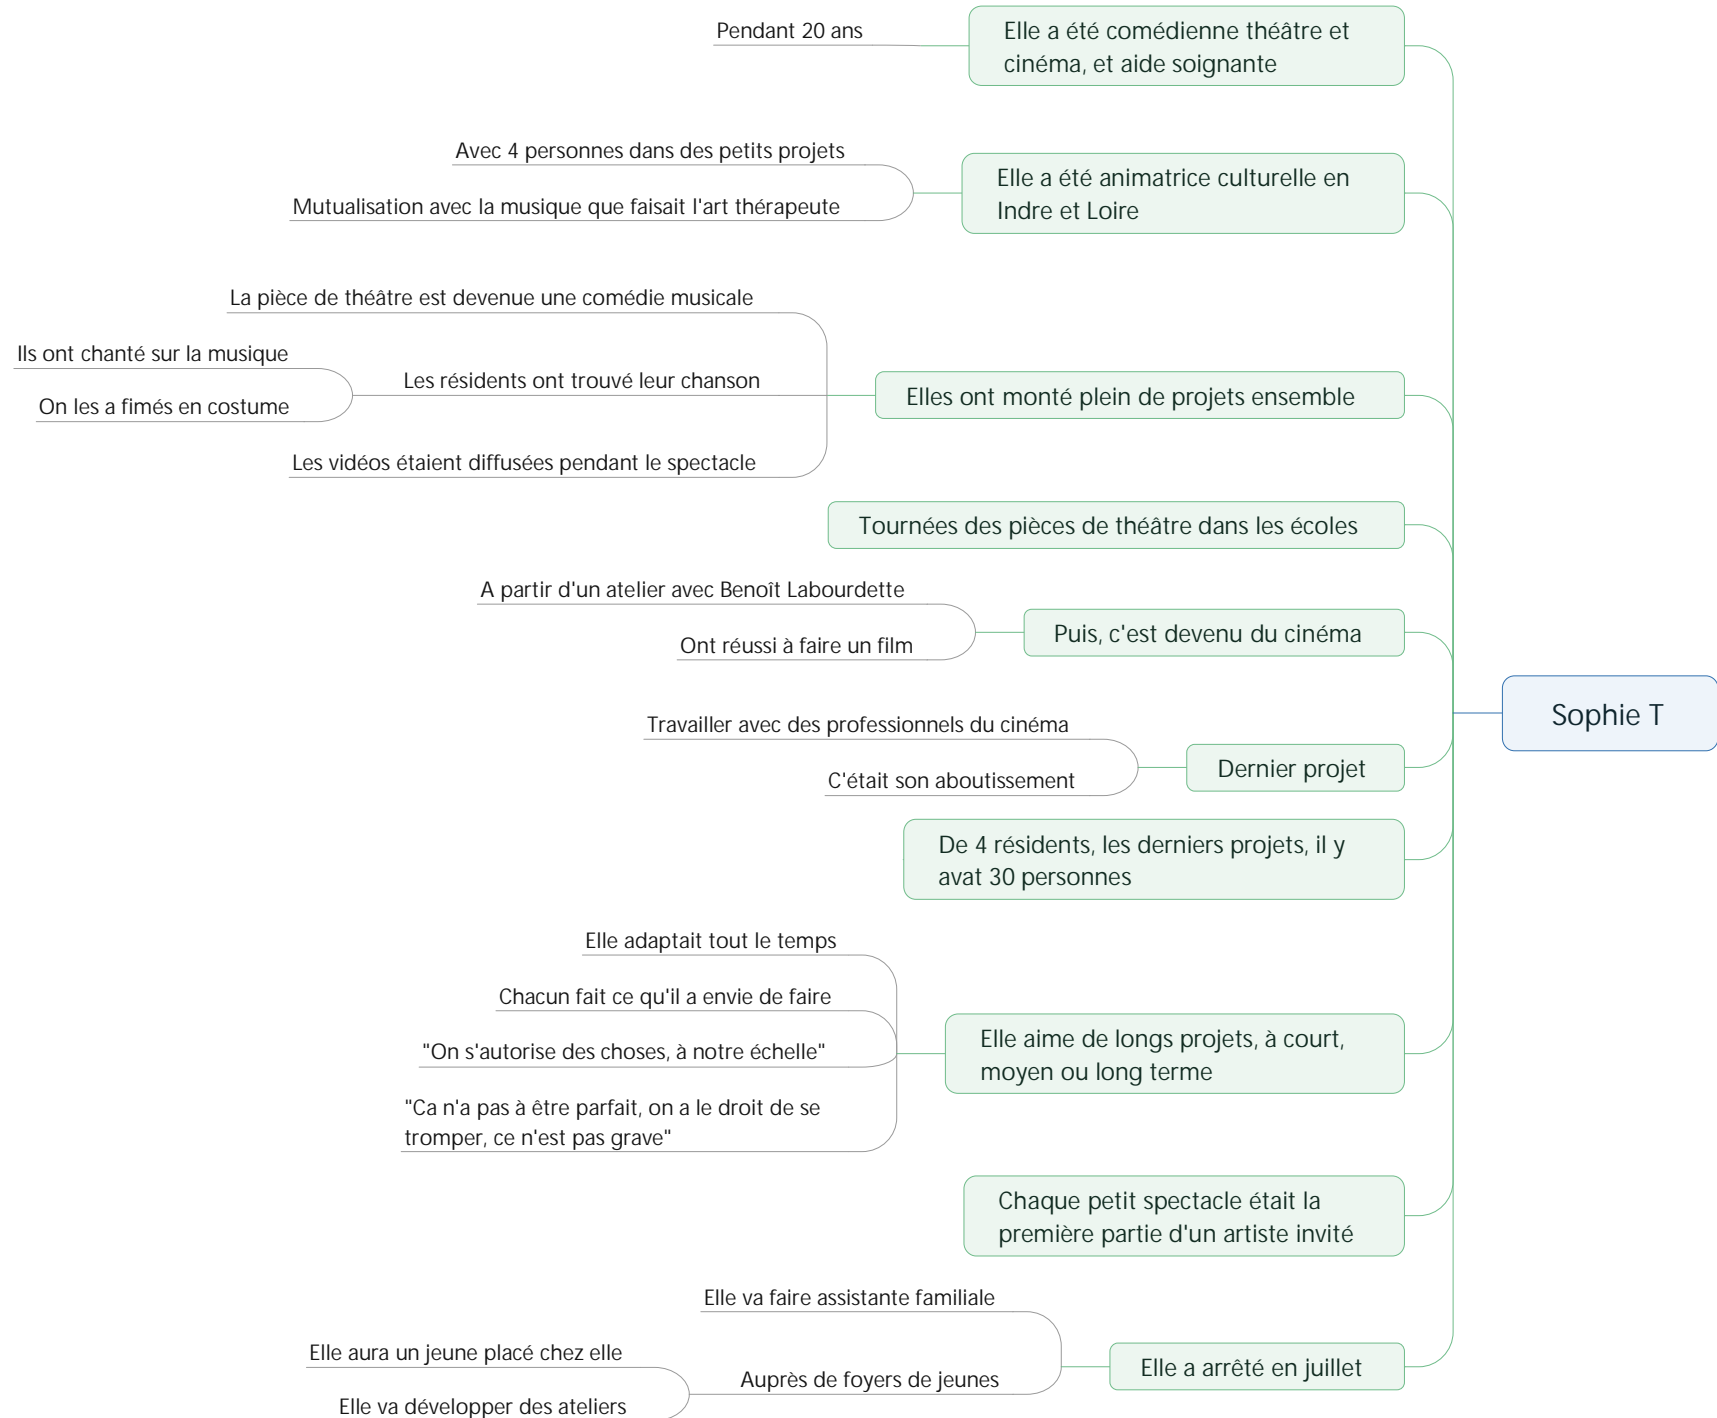 Sophie T
Elle a été comédienne théâtre et
cinéma, et aide soignante
Pendant 20 ans
Elle a été animatrice culturelle en
Indre et Loire
Avec 4 personnes dans des petits projets
Mutualisation avec la musique que faisait l'art thérapeute
Elles ont monté plein de projets ensemble
La pièce de théâtre est devenue une comédie musicale
Les résidents ont trouvé leur chanson
Ils ont chanté sur la musique
On les a fimés en costume
Les vidéos étaient diffusées pendant le spectacle
Tournées des pièces de théâtre dans les écoles
Puis, c'est devenu du cinéma
A partir d'un atelier avec Benoît Labourdette
Ont réussi à faire un film
Dernier projet
Travailler avec des professionnels du cinéma
C'était son aboutissement
De 4 résidents, les derniers projets, il y
avat 30 personnes
Elle aime de longs projets, à court,
moyen ou long terme
Elle adaptait tout le temps
Chacun fait ce qu'il a envie de faire
"On s'autorise des choses, à notre échelle"
"Ca n'a pas à être parfait, on a le droit de se
tromper, ce n'est pas grave"
Chaque petit spectacle était la
première partie d'un artiste invité
Elle a arrêté en juillet
Elle va faire assistante familiale
Auprès de foyers de jeunes
Elle aura un jeune placé chez elle
Elle va développer des ateliers